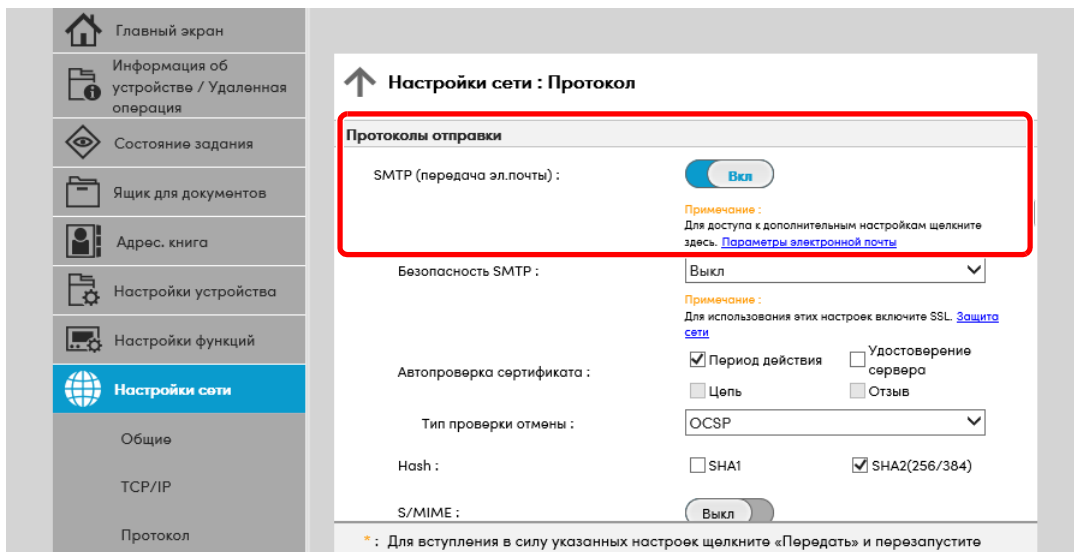 Главный экран
Информация об
устройстве / Удаленная
операция
Состояние задания
Ящик для документов
Адрес. книга
Настройки устройства
Настройки функций
Настройки сети
Общие
TCP/IP
Протокол
Настройки сети : Протокол
Протоколы отправки
SMTP (передача эл.почты) :
Вкл
Примечание :
Для доступа к дополнительным настройкам щелкните
здесь. Параметры электронной почты
Безопасность SMTP :
Выкл
Примечание :
Для использования этих настроек включите SSL. Защита
сети
Автопроверка сертификата :
Период действия
Удостоверение
сервера
Цепь
Отзыв
Тип проверки отмены :
OCSP
Hash :
SHA1
SHA2(256/384)
S/MIME :
Выкл
* : Для вступления в силу указанных настроек щелкните «Передать» и перезапустите